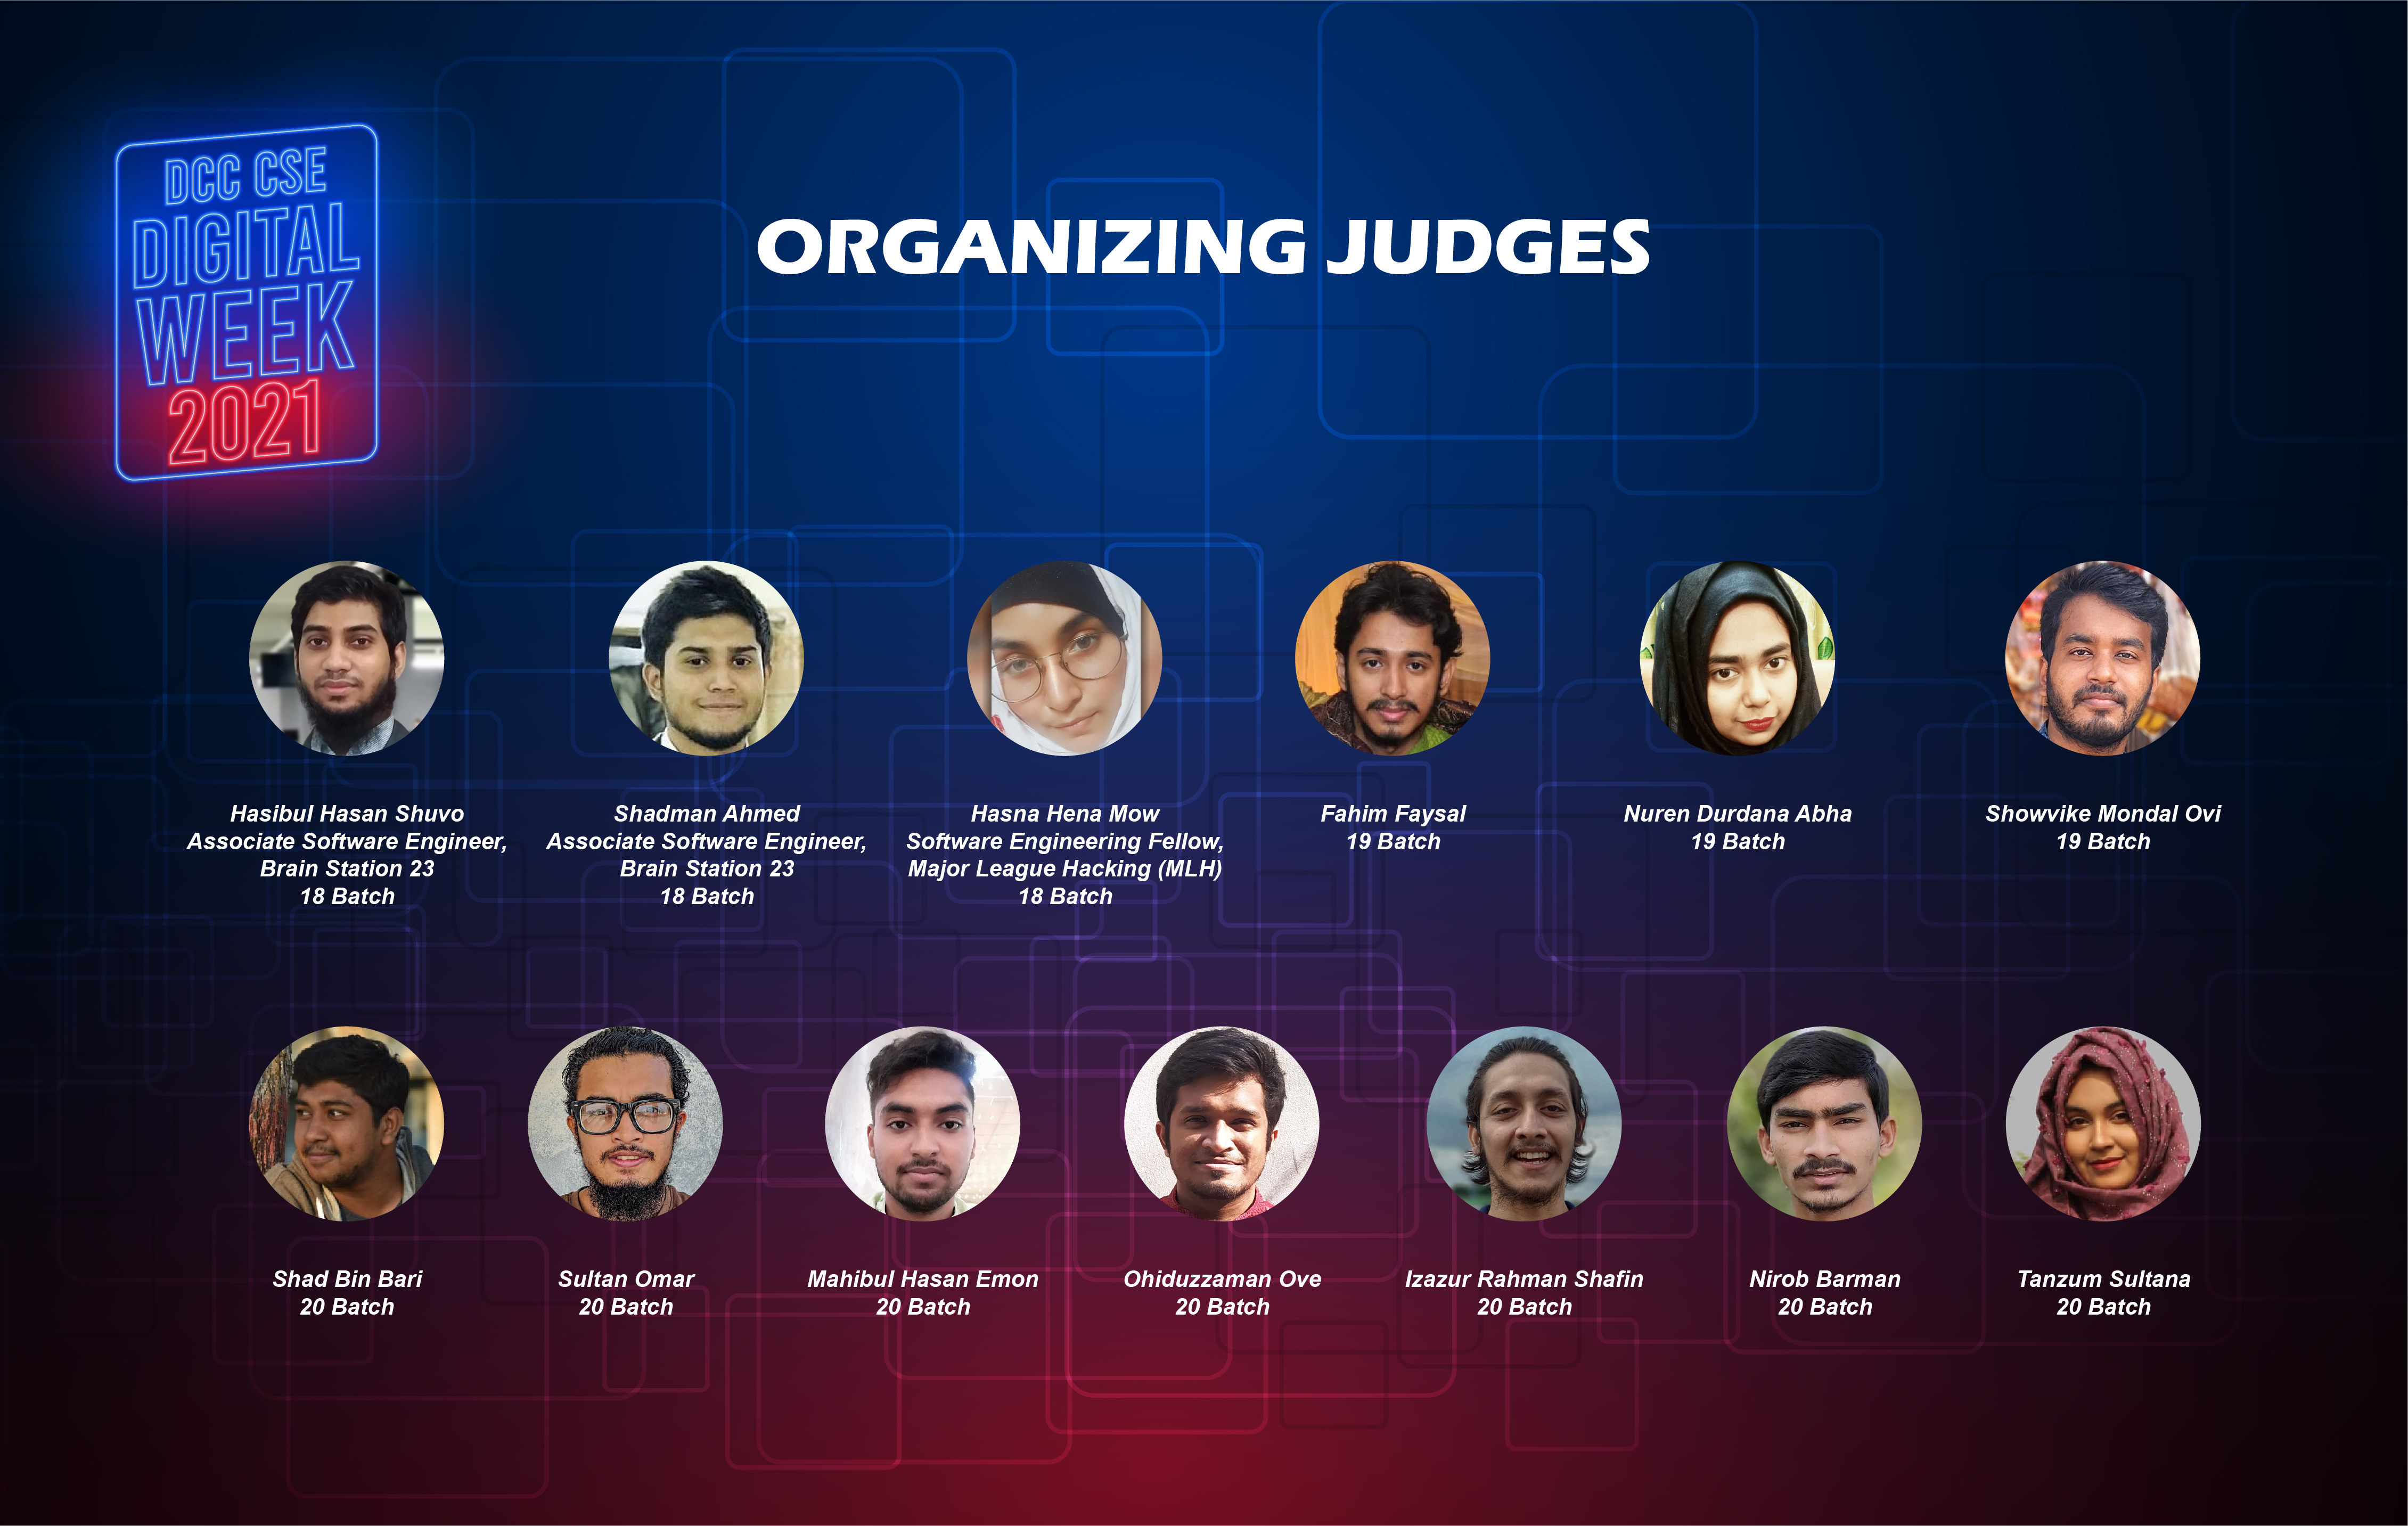 DCC CSE
DIGITAL
WEEK
2021
ORGANIZING JUDGES
Hasibul Hasan Shuvo
Associate Software Engineer,
Brain Station 23
18 Batch
Shadman Ahmed
Associate Software Engineer,
Brain Station 23
18 Batch
Hasna Hena Mow
Software Engineering Fellow,
Major League Hacking (MLH)
18 Batch
Fahim Faysal
19 Batch
Nuren Durdana Abha
19 Batch
Showvike Mondal Ovi
19 Batch
Shad Bin Bari
20 Batch
Sultan Omar
20 Batch
Mahibul Hasan Emon
20 Batch
Ohiduzzaman Ove
20 Batch
Izazur Rahman Shafin
20 Batch
Nirob Barman
20 Batch
Tanzum Sultana
20 Batch